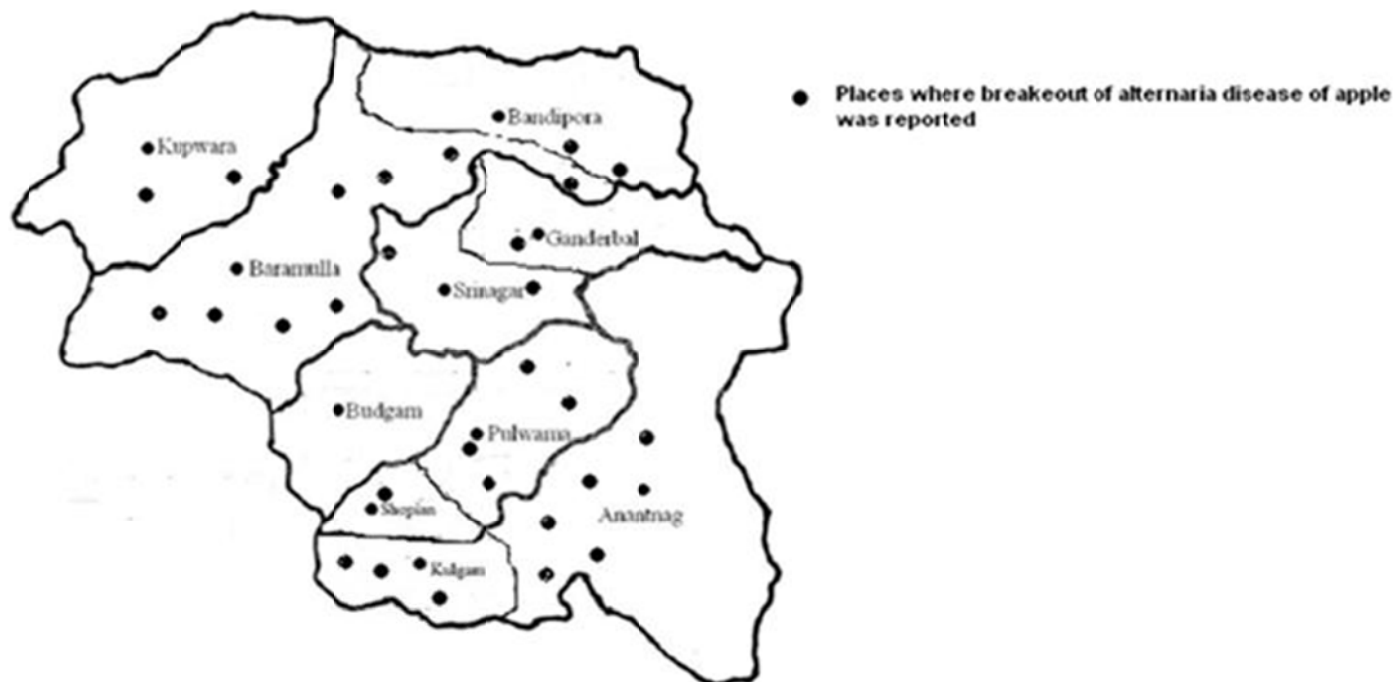 Places where breakeout of alternaria disease of apple
was reported
Bandipora
Kupwara
Ganderbal
Baramulla
Srinagar
Budgam
Pulwama
Shopian
Anantnag
Kulgam